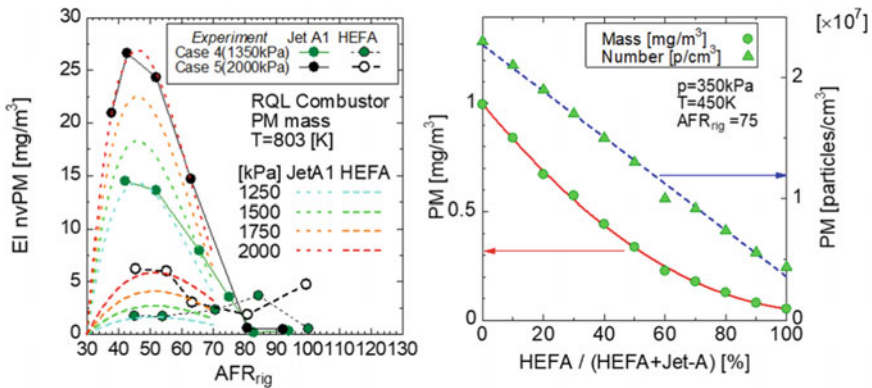 Experiment Jet A1 HEFA
Case 4(1350kPa)
Case 5(2000kPa)
RQL Combustor
PM mass
T=803 [K]
[kPa] JetA1 HEFA
1250
1500
1750
2000
EI nvPM [mg/m³]
30
25
20
15
10
5
0
30 40 50 60 70 80 90 100 110 120 130
AFRrig
[×10⁷]
Mass [mg/m³]
Number [p/cm³]
p=350kPa
T=450K
AFRrig =75
PM [mg/m³]
1
0.5
0
PM [particles/cm³]
2
1
0
0 20 40 60 80 100
HEFA / (HEFA+Jet-A) [%]